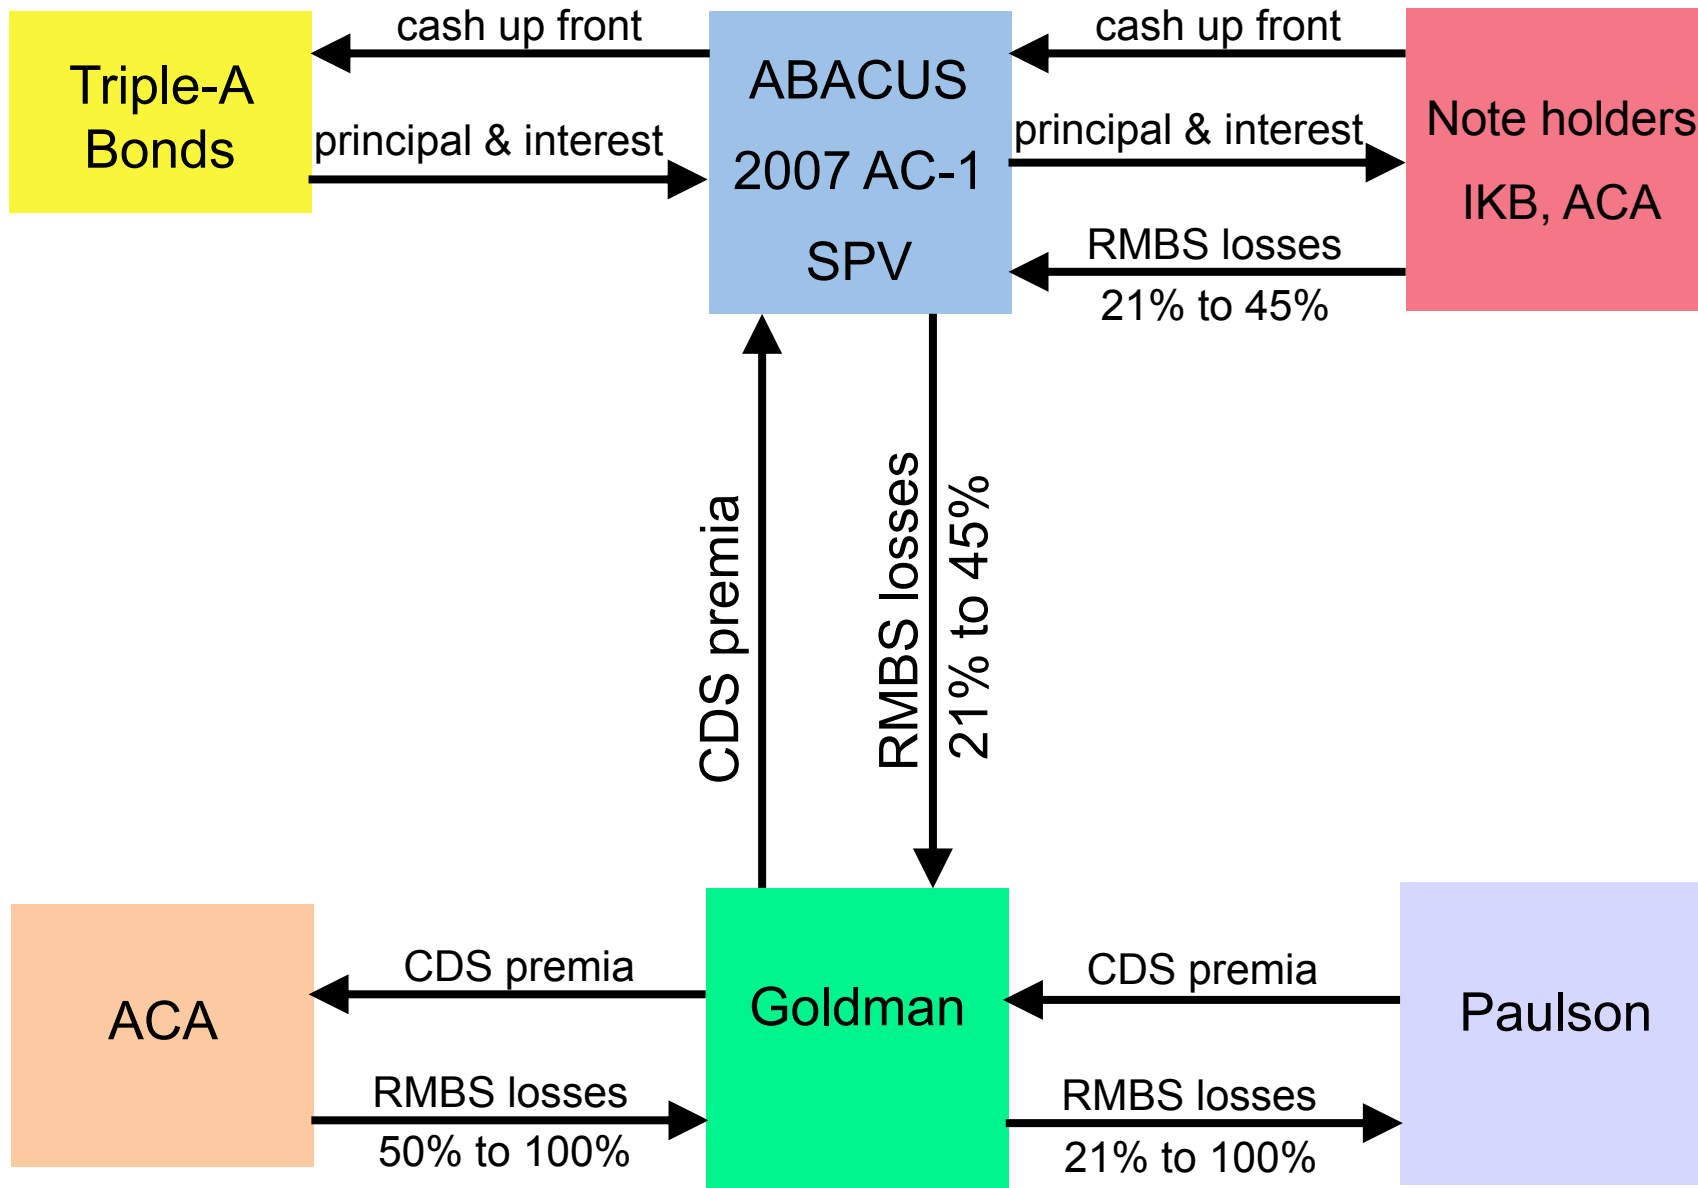 cash up front
cash up front
Triple-A
Bonds
ABACUS
2007 AC-1
SPV
Note holders
IKB, ACA
principal & interest
principal & interest
RMBS losses
21% to 45%
CDS premia
RMBS losses
21% to 45%
ACA
CDS premia
RMBS losses
50% to 100%
Goldman
CDS premia
RMBS losses
21% to 100%
Paulson